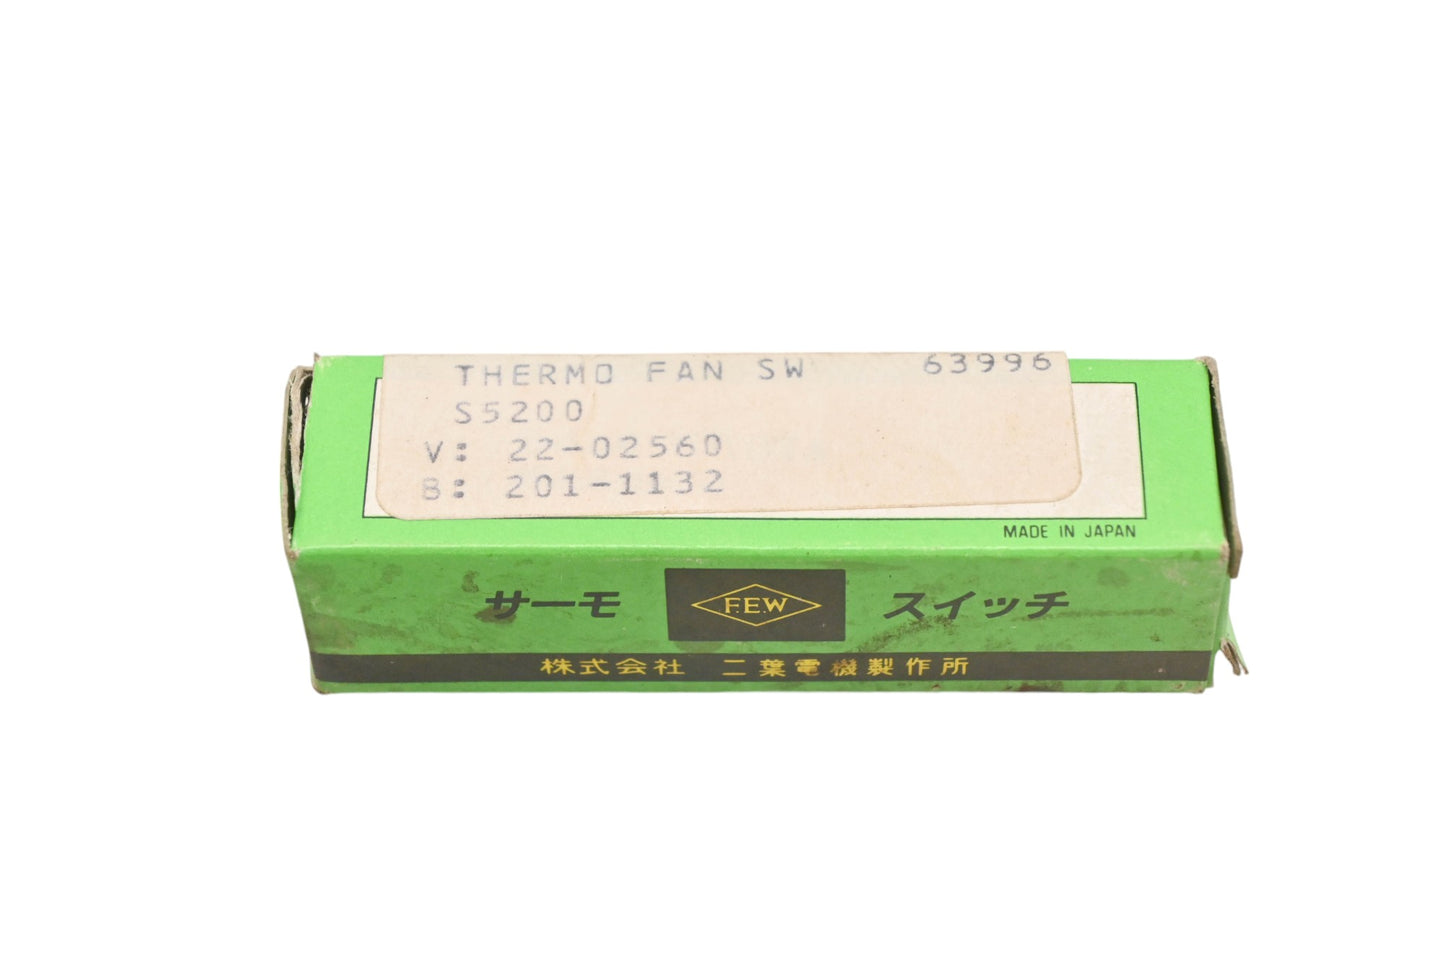 THERMO FAN SW 63996
S5200
V: 22-02560
B: 201-1132
MADE IN JAPAN
サーモ F.E.W スイッチ
株式会社 二葉電機製作所